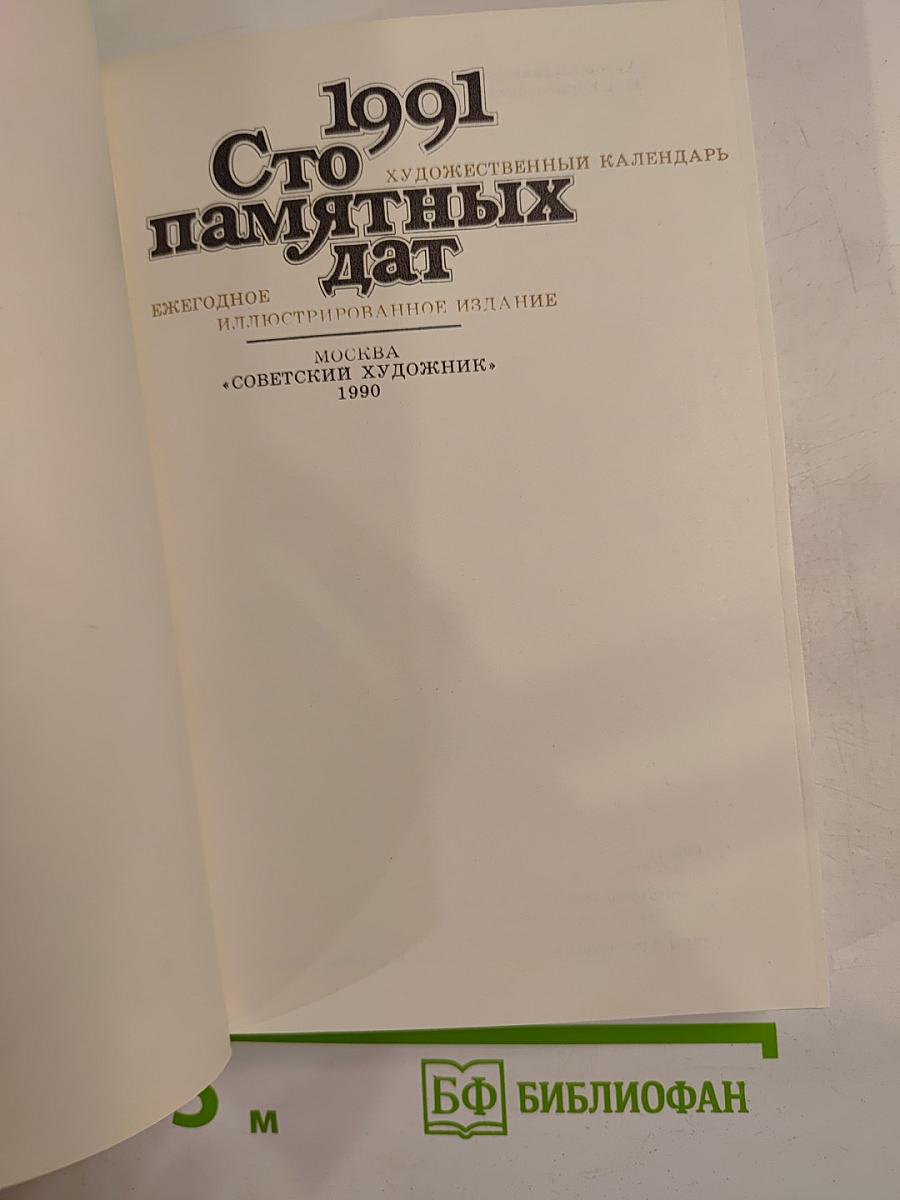 1991
Сто
ХУДОЖЕСТВЕННЫЙ КАЛЕНДАРЬ
памятных
дат
ЕЖЕГОДНОЕ
ИЛЛЮСТРИРОВАННОЕ ИЗДАНИЕ
МОСКВА
«СОВЕТСКИЙ ХУДОЖНИК»
1990
м
БФ БИБЛИОФАН